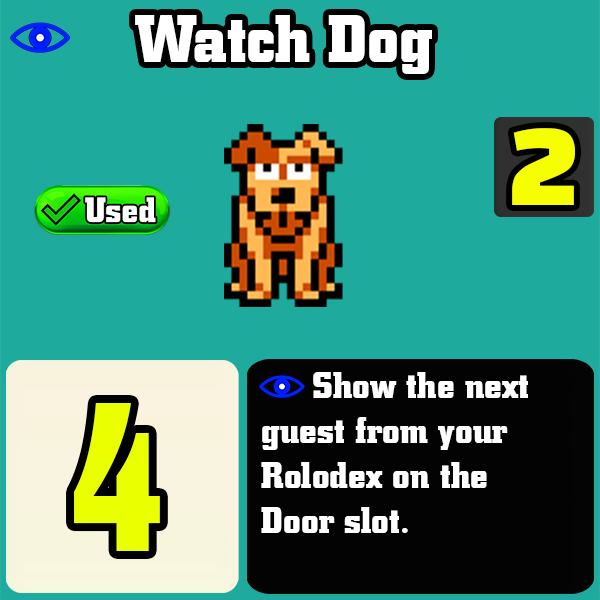 Watch Dog
2
Used
4
Show the next
guest from your
Rolodex on the
Door slot.